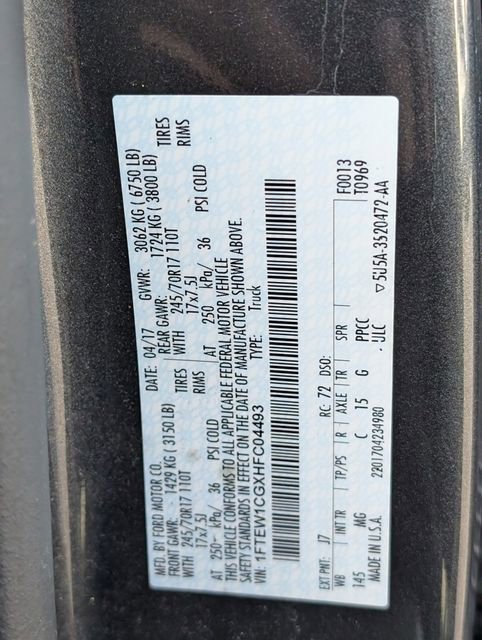 MFD. BY FORD MOTOR CO.
DATE: 04/17 GVWR: 3062 KG ( 6750 LB)
FRONT GAWR: 1429 KG ( 3150 LB) REAR GAWR: 1724 KG ( 3800 LB)
WITH 245/70R17 110T TIRES WITH 245/70R17 110T TIRES
17x7.5J RIMS 17x7.5J RIMS
AT 250 kPa/ 36 PSI COLD AT 250 kPa/ 36 PSI COLD
THIS VEHICLE CONFORMS TO ALL APPLICABLE FEDERAL MOTOR VEHICLE
SAFETY STANDARDS IN EFFECT ON THE DATE OF MANUFACTURE SHOWN ABOVE.
VIN: 1FTEW1CGXHFC04493 TYPE: Truck
F0013
EXT PNT: J7 RC: 72 DSO: T0969
WB INT TR TP/PS R AXLE TR SPR
145 MG C 15 G PPCC
MADE IN U.S.A. 2201704234980 JLC ▽5U5A-3520472-AA